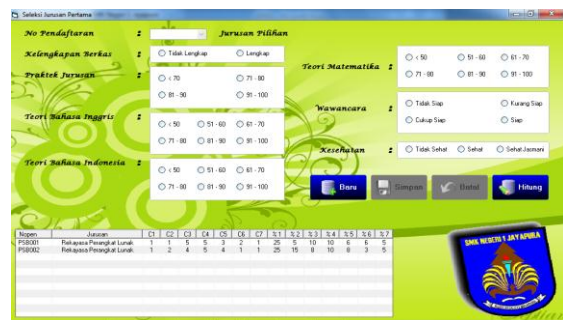 Seleksi Jurusan Pertama
No Pendaftaran :
Jurusan Pilihan
Kelengkapan Berkas :
Tidak Lengkap Lengkap
Praktek Jurusan :
< 70 71 - 80
81 - 90 91 - 100
Teori Bahasa Inggris :
< 50 51 - 60 61 - 70
71 - 80 81 - 90 91 - 100
Teori Bahasa Indonesia :
< 50 51 - 60 61 - 70
71 - 80 81 - 90 91 - 100
Teori Matematika :
< 50 51 - 60 61 - 70
71 - 80 81 - 90 91 - 100
Wawancara :
Tidak Siap Kurang Siap
Cukup Siap Siap
Kesehatan :
Tidak Sehat Sehat Sehat Jasmani
Baru Simpan Batal Hitung
Nopen Jurusan C1 C2 C3 C4 C5 C6 C7 %1 %2 %3 %4 %5 %6 %7
PSB001 Rekayasa Perangkat Lunak 1 1 5 5 3 2 1 25 5 10 10 6 6 5
PSB002 Rekayasa Perangkat Lunak 1 2 4 5 4 1 1 25 15 8 10 8 3 5
SMK NEGERI 1 JAYAPURA